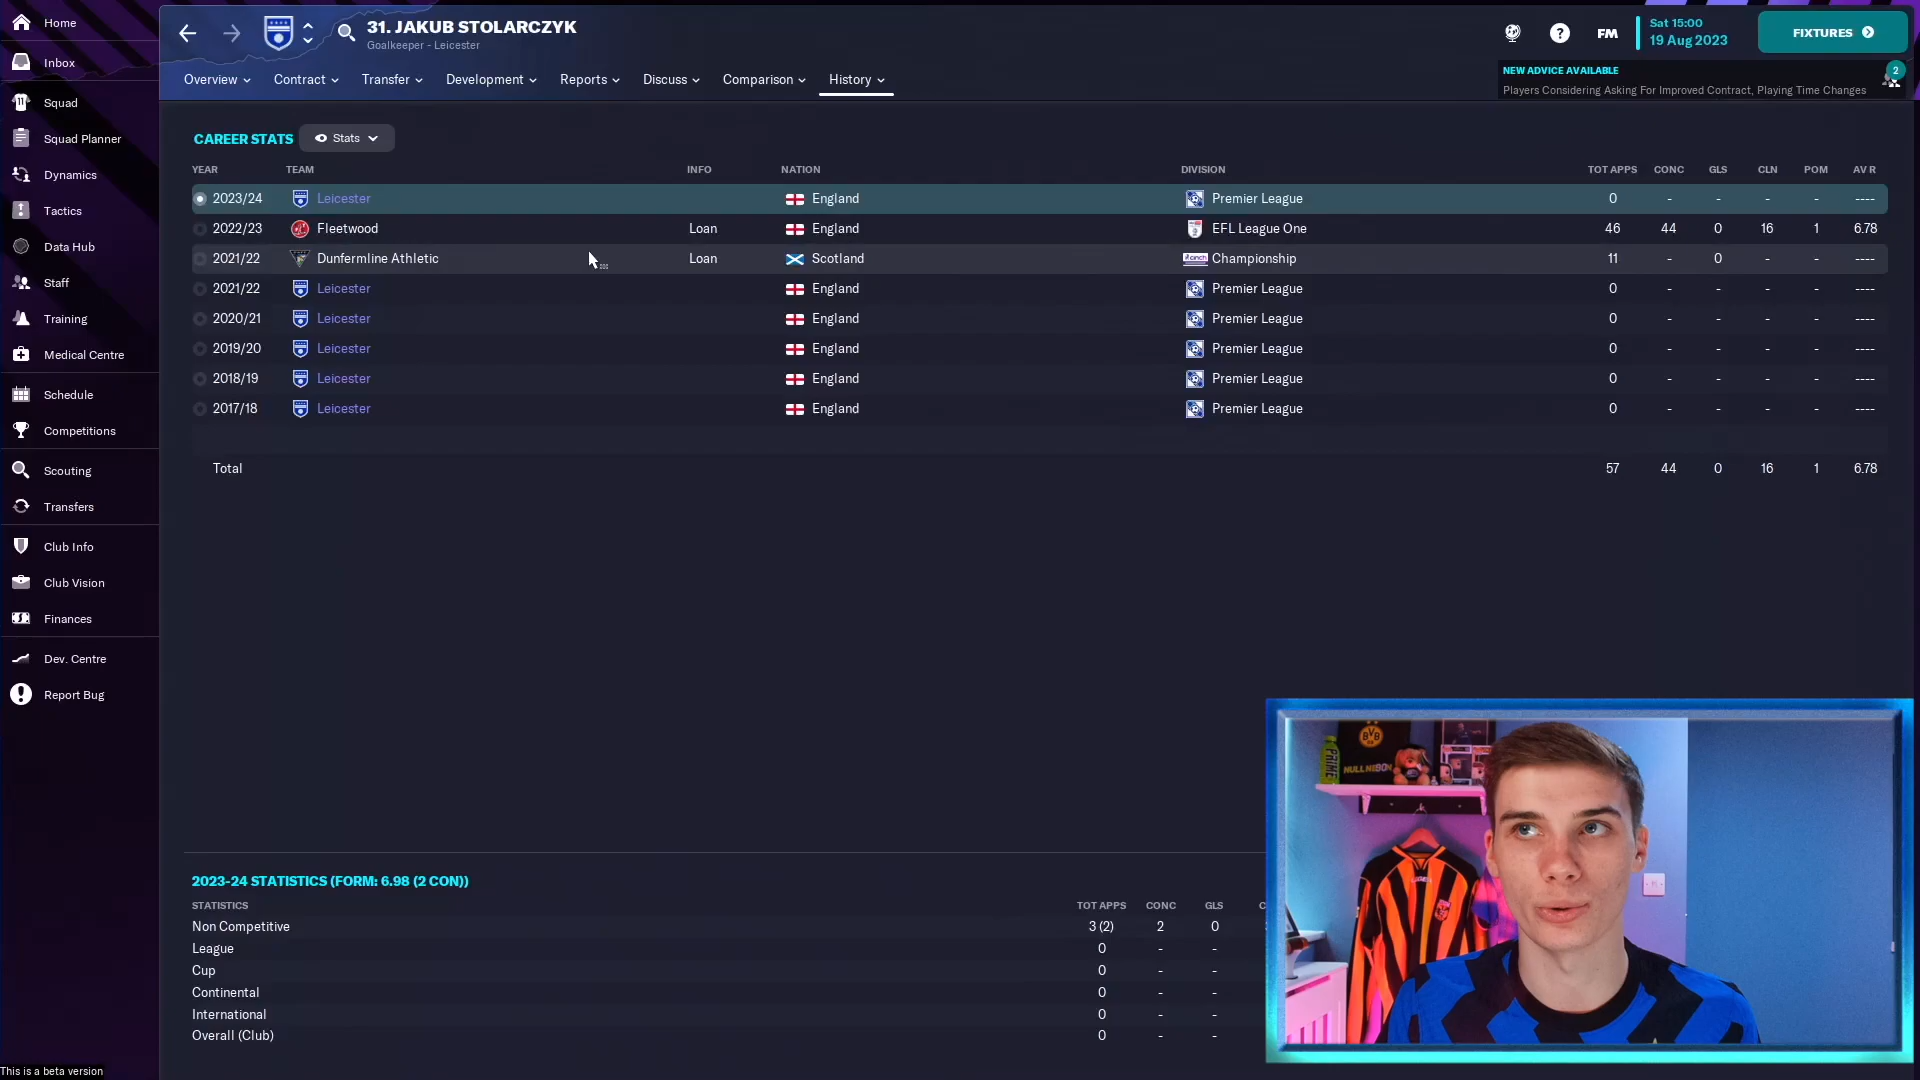 Home
Inbox
Squad
Squad Planner
Dynamics
Tactics
Data Hub
Staff
Training
Medical Centre
Schedule
Competitions
Scouting
Transfers
Club Info
Club Vision
Finances
Dev. Centre
Report Bug
This is a beta version
31. JAKUB STOLARCZYK
Goalkeeper - Leicester
FM
Sat 15:00
19 Aug 2023
FIXTURES
Overview Contract Transfer Development Reports Discuss Comparison History
NEW ADVICE AVAILABLE
2
Players Considering Asking For Improved Contract, Playing Time Changes
CAREER STATS Stats
YEAR TEAM INFO NATION DIVISION TOT APPS CONC GLS CLN POM AV R
2023/24 Leicester England Premier League 0 - - - - ----
2022/23 Fleetwood Loan England EFL League One 46 44 0 16 1 6.78
2021/22 Dunfermline Athletic Loan Scotland Championship 11 - 0 - - ----
2021/22 Leicester England Premier League 0 - - - - ----
2020/21 Leicester England Premier League 0 - - - - ----
2019/20 Leicester England Premier League 0 - - - - ----
2018/19 Leicester England Premier League 0 - - - - ----
2017/18 Leicester England Premier League 0 - - - - ----
Total 57 44 0 16 1 6.78
2023-24 STATISTICS (FORM: 6.98 (2 CON))
STATISTICS TOT APPS CONC GLS C
Non Competitive 3 (2) 2 0
League 0 - -
Cup 0 - -
Continental 0 - -
International 0 - -
Overall (Club) 0 - -
BVB
PRIME